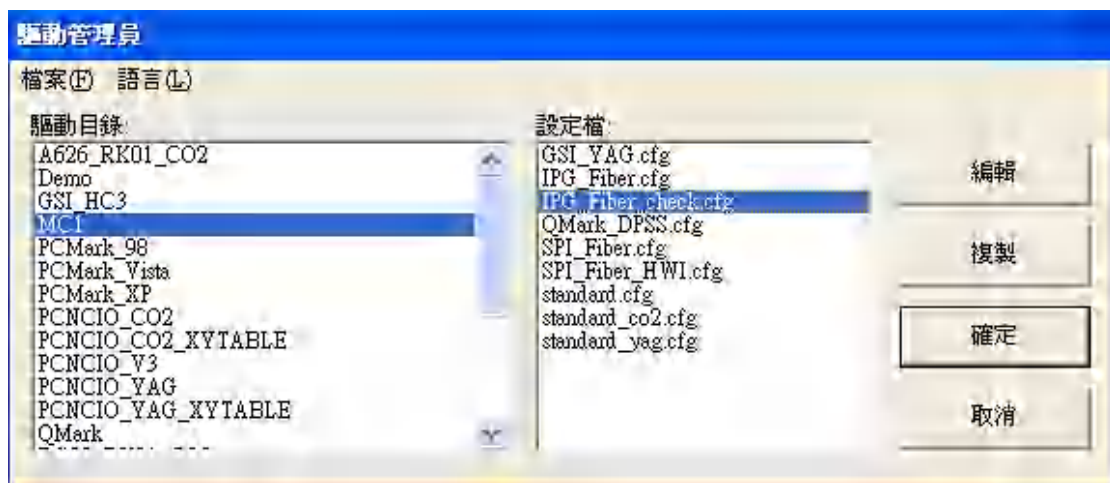 驅動管理員
檔案(F) 語言(L)
驅動目錄:
A626_RK01_CO2
Demo
GSI_HC3
MC1
PCMark_98
PCMark_Vista
PCMark_XP
PCNCIO_CO2
PCNCIO_CO2_XYTABLE
PCNCIO_V3
PCNCIO_YAG
PCNCIO_YAG_XYTABLE
QMark
設定檔:
GSI_YAG.cfg
IPG_Fiber.cfg
IPG_Fiber_check.cfg
QMark_DPSS.cfg
SPI_Fiber.cfg
SPI_Fiber_HWI.cfg
standard.cfg
standard_co2.cfg
standard_yag.cfg
編輯
複製
確定
取消